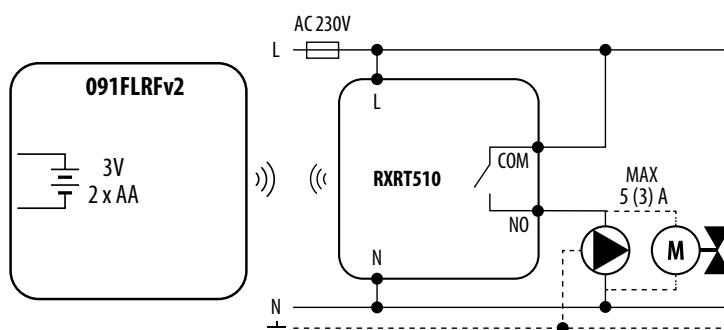 AC 230V
L
091FLRFv2
3V
2 x AA
L
RXRT510
COM
NO
N
MAX
5 (3) A
M
N